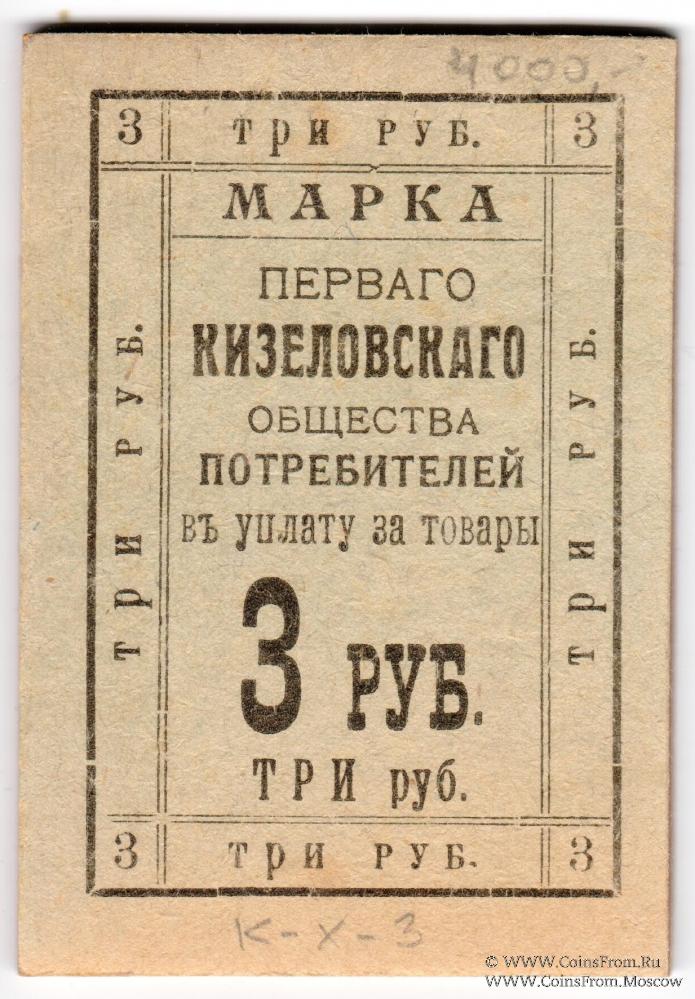 4000,-
3 три РУБ. 3
МАРКА
ПЕРВАГО
КИЗЕЛОВСКАГО
ОБЩЕСТВА
ПОТРЕБИТЕЛЕЙ
въ уплату за товары
3 РУБ.
ТРИ руб.
три РУБ.
три РУБ.
3 три РУБ. 3
К-Х-3
© WWW.CoinsFrom.Ru
WWW.CoinsFrom.Moscow